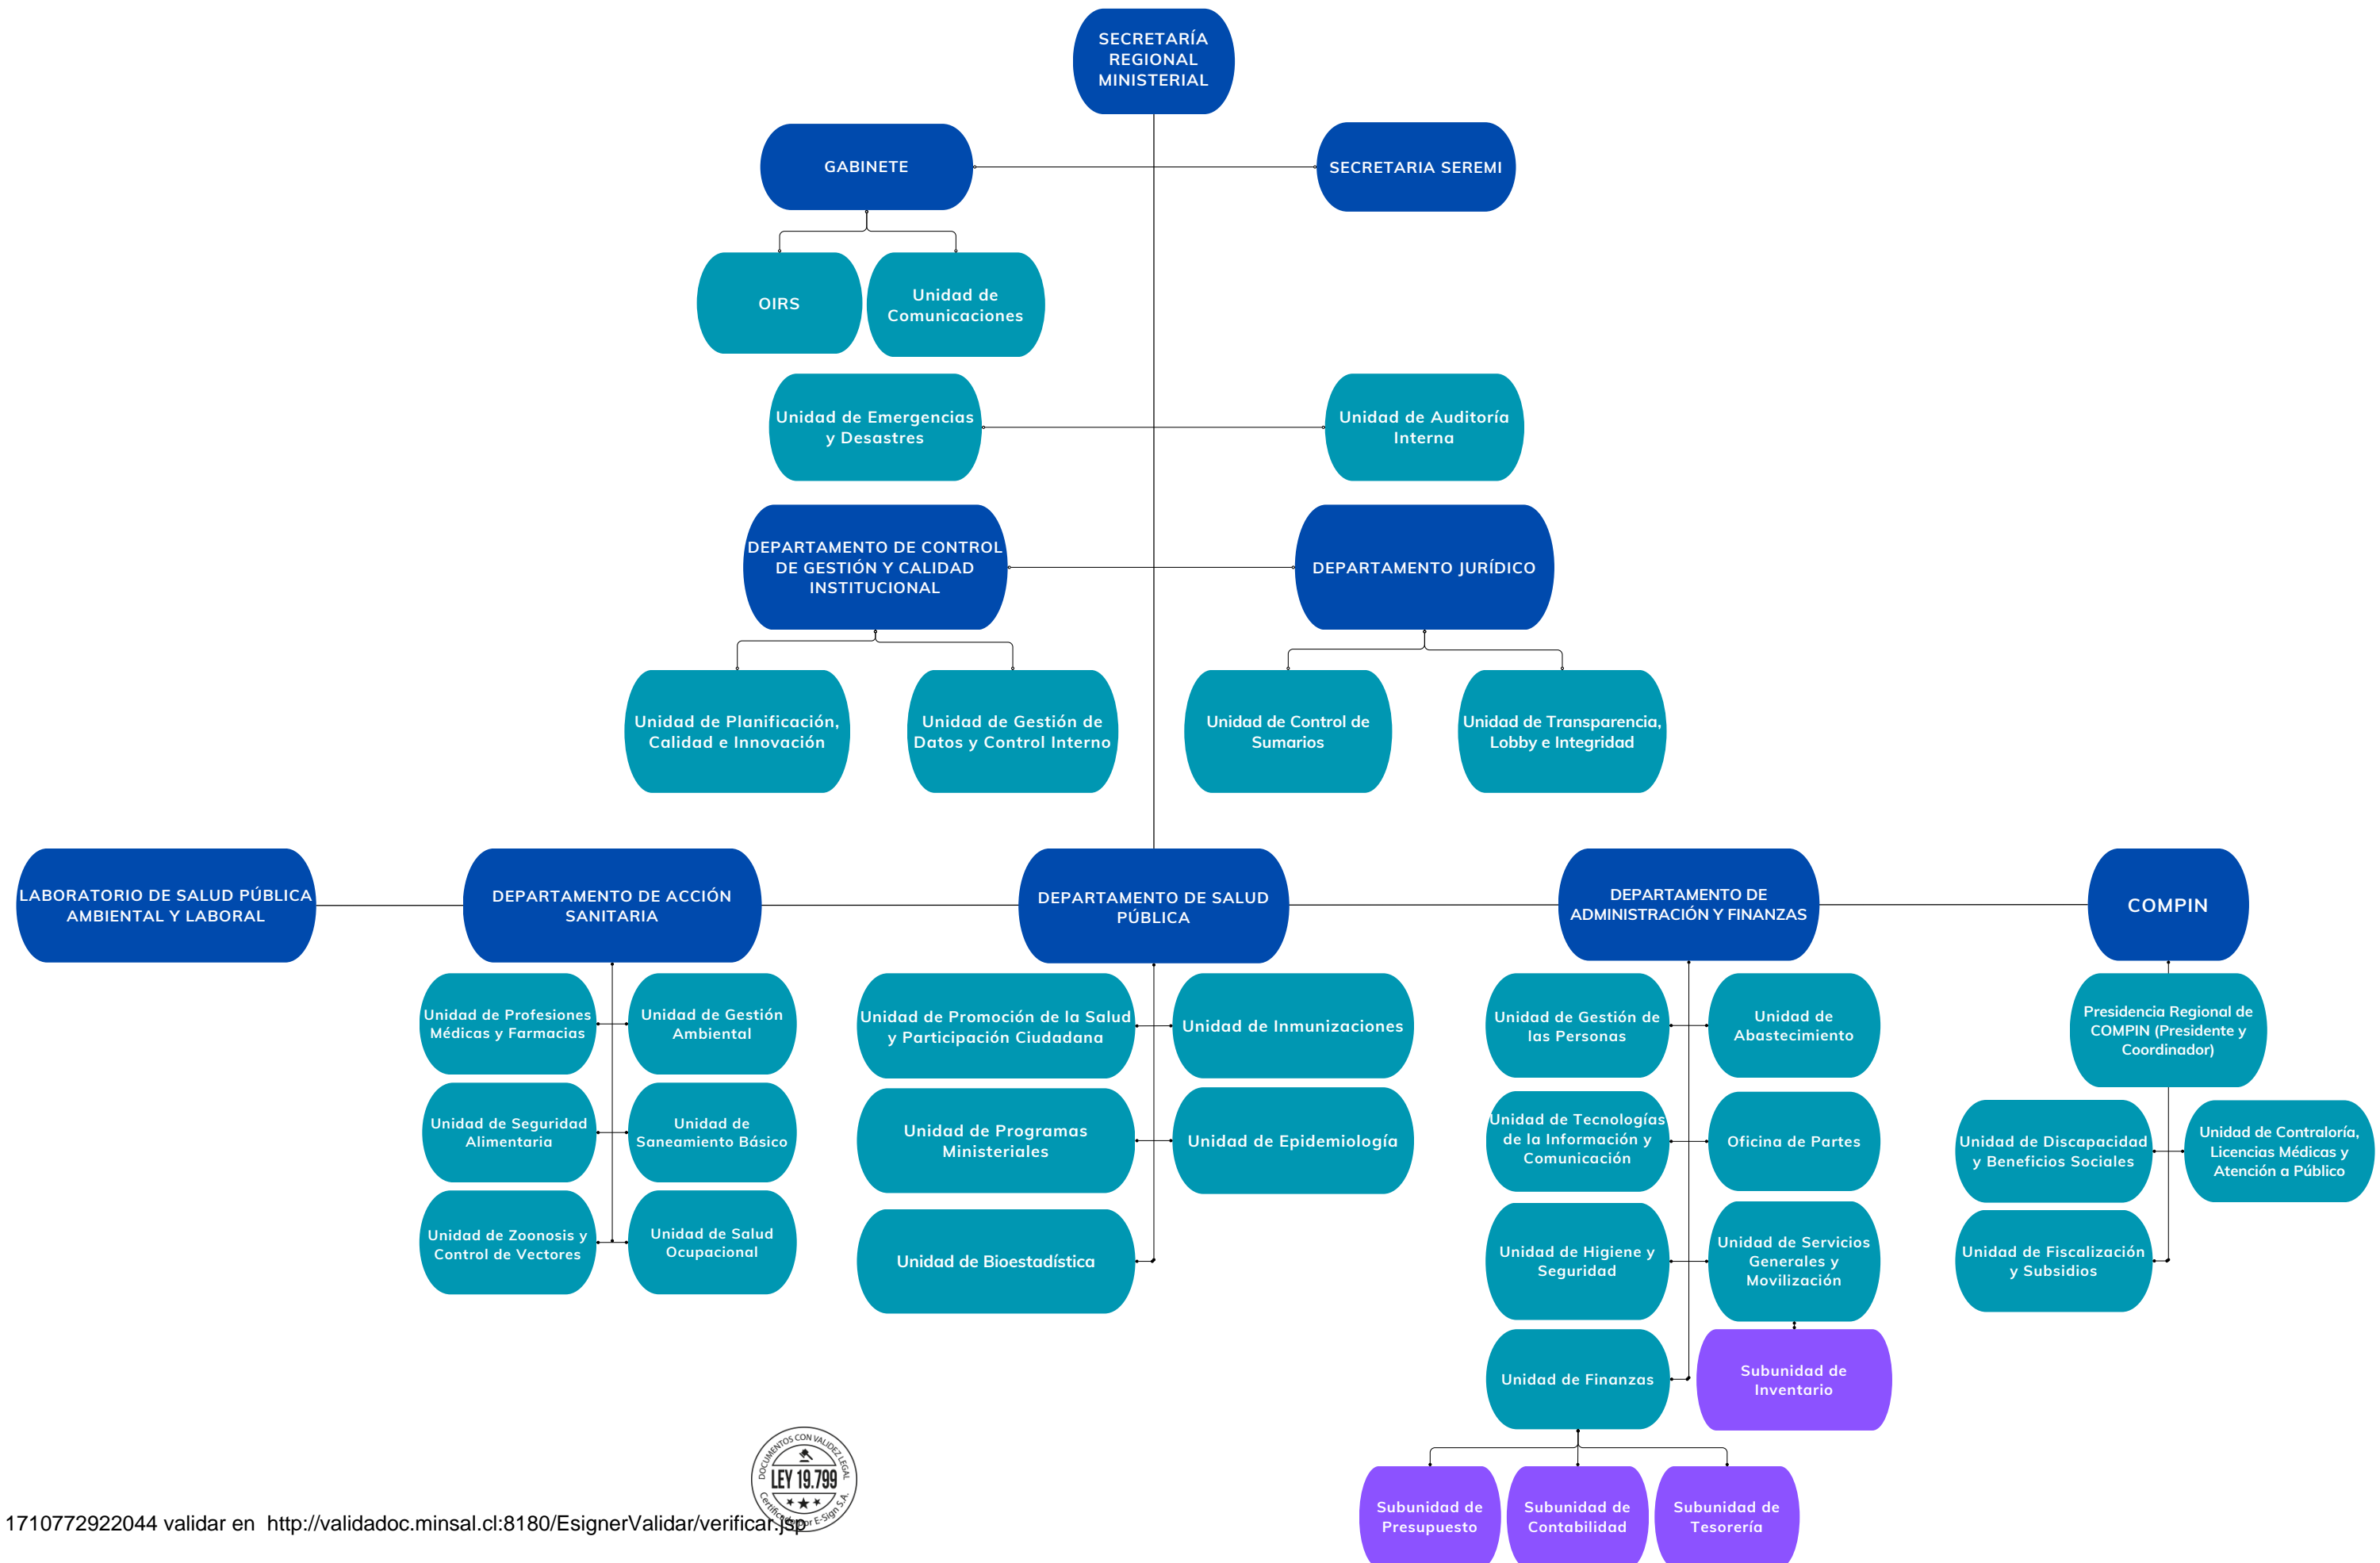 SECRETARÍA
REGIONAL
MINISTERIAL
GABINETE
SECRETARIA SEREMI
OIRS
Unidad de
Comunicaciones
Unidad de Emergencias
y Desastres
Unidad de Auditoría
Interna
DEPARTAMENTO DE CONTROL
DE GESTIÓN Y CALIDAD
INSTITUCIONAL
DEPARTAMENTO JURÍDICO
Unidad de Planificación,
Calidad e Innovación
Unidad de Gestión de
Datos y Control Interno
Unidad de Control de
Sumarios
Unidad de Transparencia,
Lobby e Integridad
LABORATORIO DE SALUD PÚBLICA
AMBIENTAL Y LABORAL
DEPARTAMENTO DE ACCIÓN
SANITARIA
DEPARTAMENTO DE SALUD
PÚBLICA
DEPARTAMENTO DE
ADMINISTRACIÓN Y FINANZAS
COMPIN
Unidad de Profesiones
Médicas y Farmacias
Unidad de Gestión
Ambiental
Unidad de Seguridad
Alimentaria
Unidad de
Saneamiento Básico
Unidad de Zoonosis y
Control de Vectores
Unidad de Salud
Ocupacional
Unidad de Promoción de la Salud
y Participación Ciudadana
Unidad de Inmunizaciones
Unidad de Programas
Ministeriales
Unidad de Epidemiología
Unidad de Bioestadística
Unidad de Gestión de
las Personas
Unidad de
Abastecimiento
Unidad de Tecnologías
de la Información y
Comunicación
Oficina de Partes
Unidad de Higiene y
Seguridad
Unidad de Servicios
Generales y
Movilización
Unidad de Finanzas
Subunidad de
Inventario
Subunidad de
Presupuesto
Subunidad de
Contabilidad
Subunidad de
Tesorería
Presidencia Regional de
COMPIN (Presidente y
Coordinador)
Unidad de Discapacidad
y Beneficios Sociales
Unidad de Contraloría,
Licencias Médicas y
Atención a Público
Unidad de Fiscalización
y Subsidios
DOCUMENTOS CON VALIDEZ LEGAL
LEY 19.799
Certificado por E-Sign S.A.
1710772922044 validar en http://validadoc.minsal.cl:8180/EsignerValidar/verificar.jsp